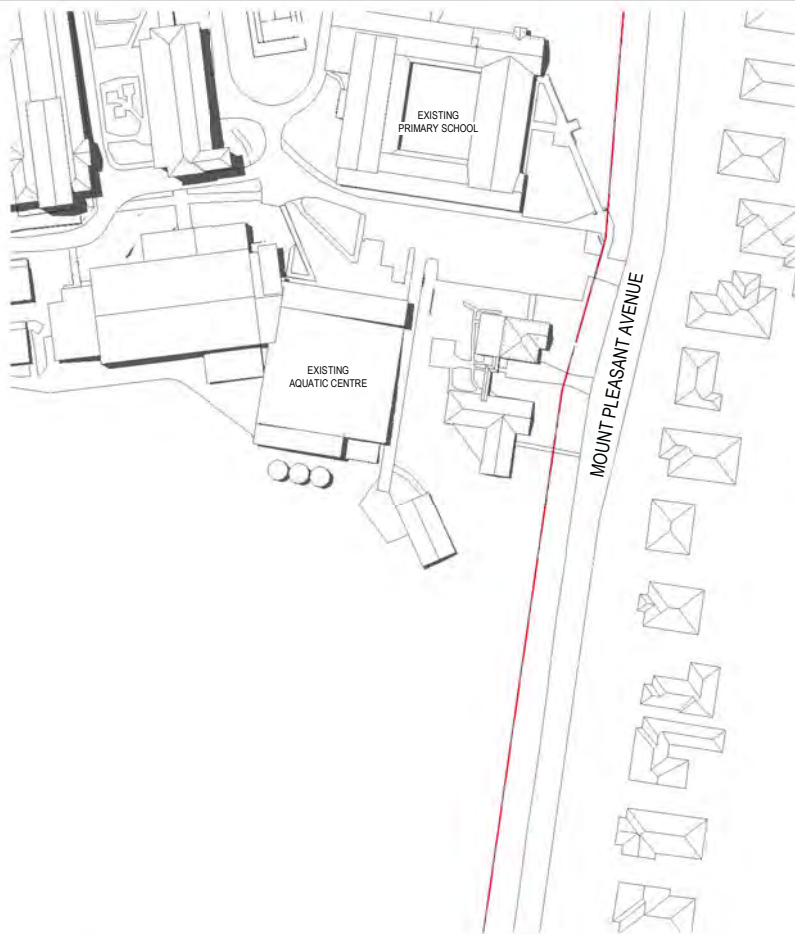 EXISTING
PRIMARY SCHOOL
MOUNT PLEASANT AVENUE
EXISTING
AQUATIC CENTRE